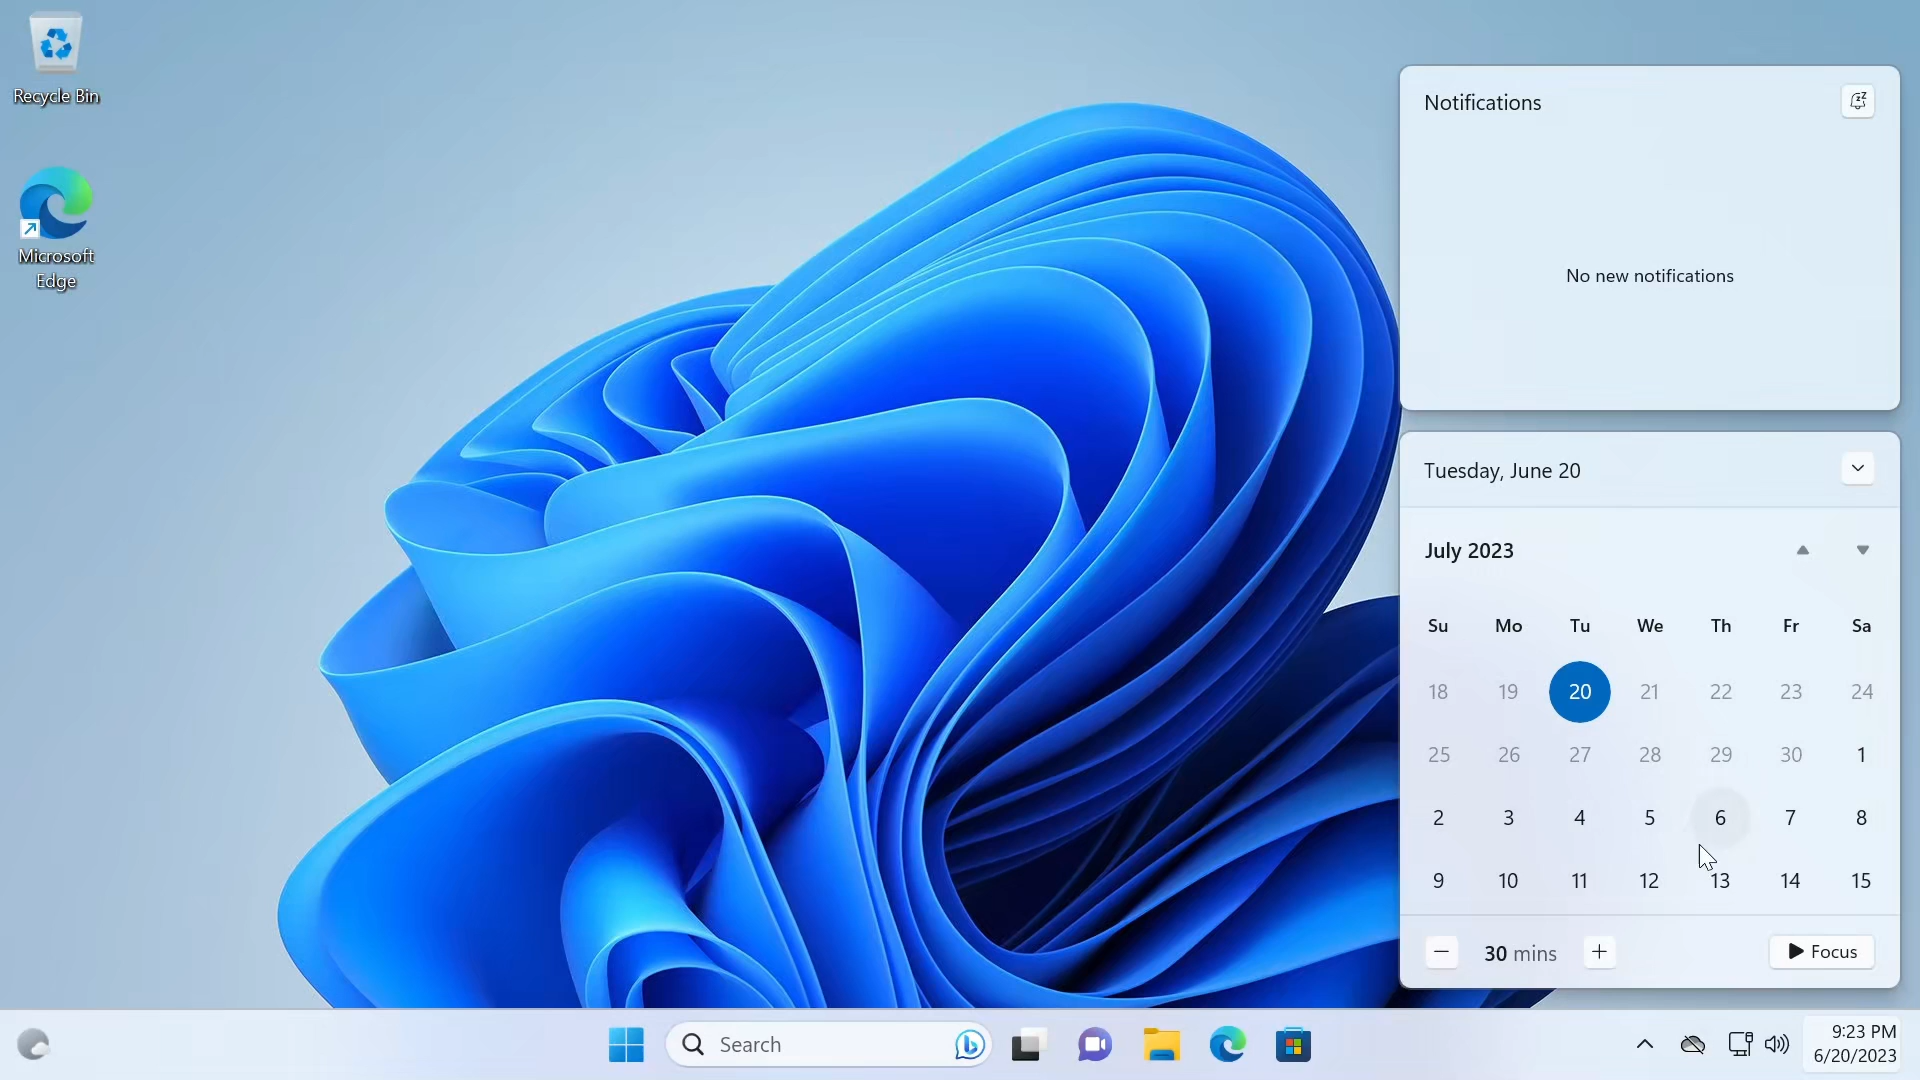 Recycle Bin
Microsoft
Edge
Notifications
No new notifications
Tuesday, June 20
July 2023
Su Mo Tu We Th Fr Sa
18 19 20 21 22 23 24
25 26 27 28 29 30 1
2 3 4 5 6 7 8
9 10 11 12 13 14 15
30 mins
Focus
Search
9:23 PM
6/20/2023